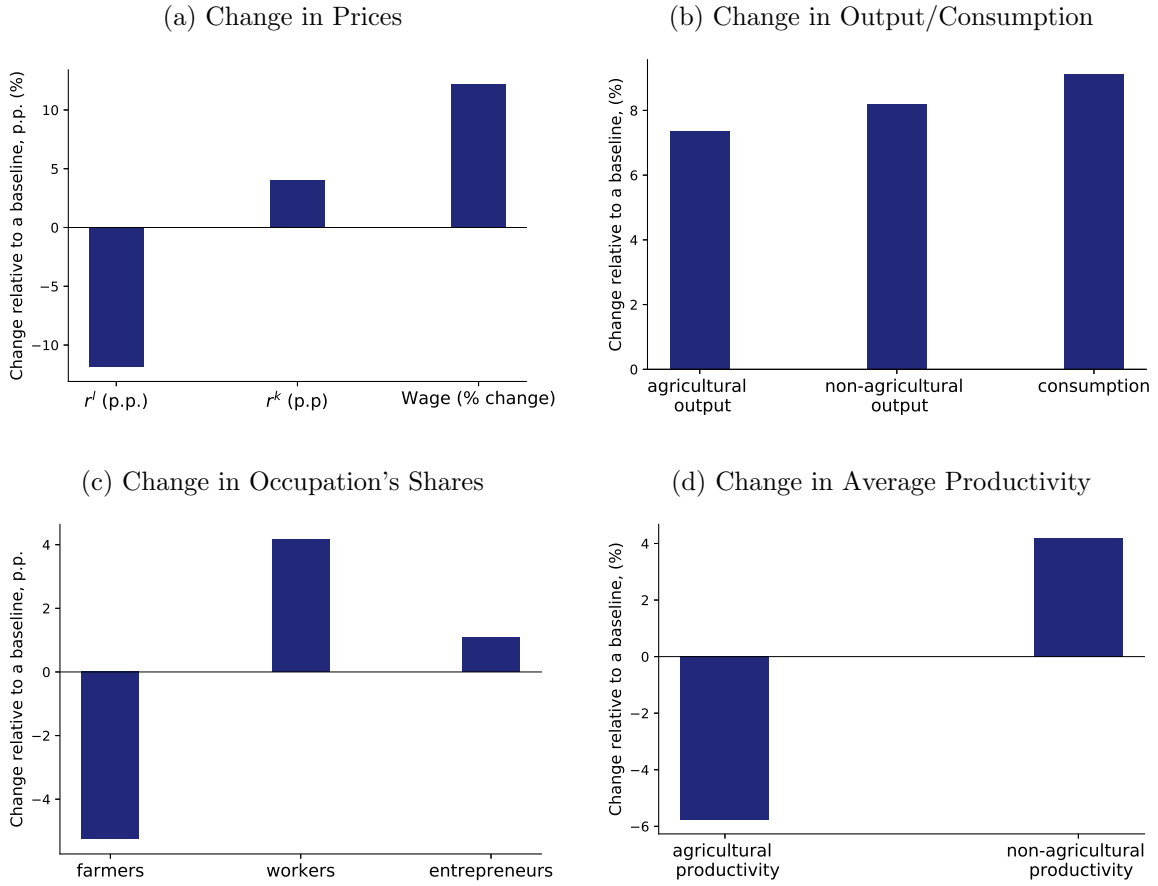 (a) Change in Prices
Change relative to a baseline, p.p. (%)
10
5
0
−5
−10
r^l (p.p.)
r^k (p.p)
Wage (% change)
(b) Change in Output/Consumption
Change relative to a baseline, (%)
8
6
4
2
0
agricultural
output
non-agricultural
output
consumption
(c) Change in Occupation's Shares
Change relative to a baseline, p.p.
4
2
0
−2
−4
farmers
workers
entrepreneurs
(d) Change in Average Productivity
Change relative to a baseline, (%)
4
2
0
−2
−4
−6
agricultural
productivity
non-agricultural
productivity